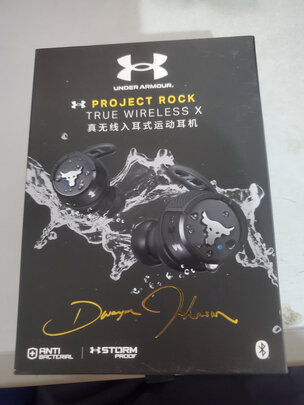 UNDER ARMOUR
PROJECT ROCK
TRUE WIRELESS X
真无线入耳式运动耳机
Dwayne Johnson
ANTI BACTERIAL
STORM PROOF